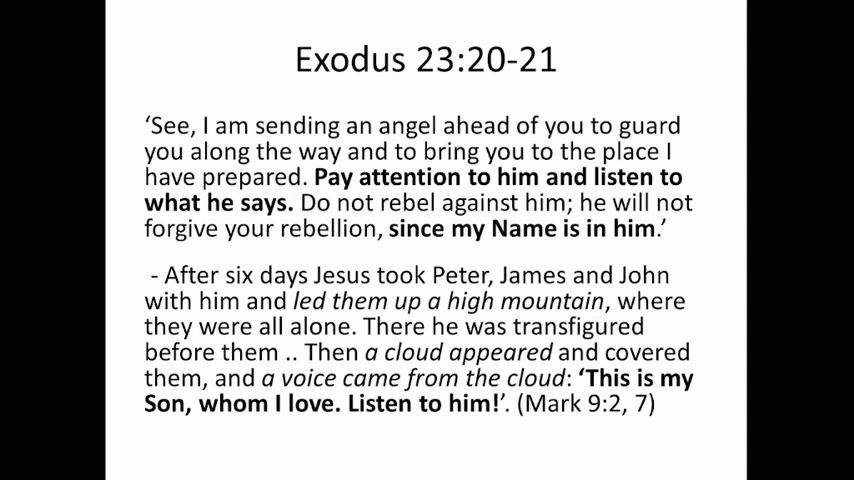 Exodus 23:20-21
‘See, I am sending an angel ahead of you to guard
you along the way and to bring you to the place I
have prepared. Pay attention to him and listen to
what he says. Do not rebel against him; he will not
forgive your rebellion, since my Name is in him.’
- After six days Jesus took Peter, James and John
with him and led them up a high mountain, where
they were all alone. There he was transfigured
before them .. Then a cloud appeared and covered
them, and a voice came from the cloud: ‘This is my
Son, whom I love. Listen to him!’. (Mark 9:2, 7)